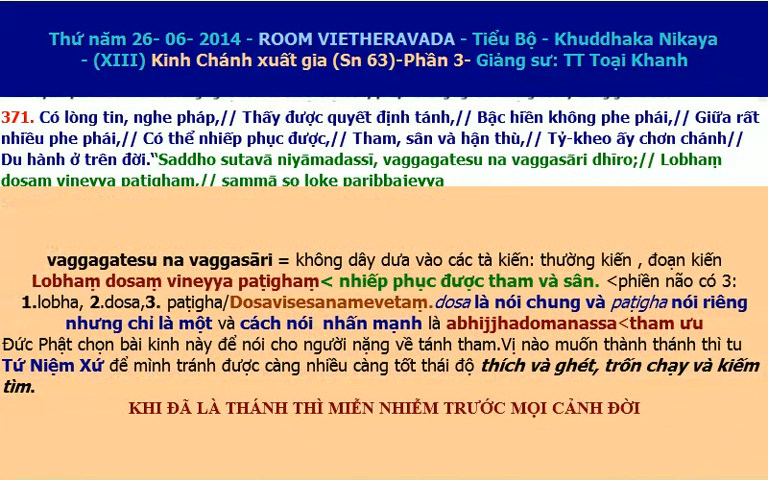 Thứ năm 26- 06- 2014 - ROOM VIETHERAVADA - Tiểu Bộ - Khuddhaka Nikaya
- (XIII) Kinh Chánh xuất gia (Sn 63)-Phần 3- Giảng sư: TT Toại Khanh
371. Có lòng tin, nghe pháp,// Thấy được quyết định tánh,// Bậc hiền không phe phái,// Giữa rất
nhiều phe phái,// Có thể nhiếp phục được,// Tham, sân và hận thù,// Tỷ-kheo ấy chơn chánh//
Du hành ở trên đời.“Saddho sutavā niyāmadassī, vaggagatesu na vaggasāri dhīro;// Lobhaṃ
dosaṃ vineyya paṭighaṃ,// sammā so loke paribbajeyya
vaggagatesu na vaggasāri = không dây dưa vào các tà kiến: thường kiến , đoạn kiến
Lobhaṃ dosaṃ vineyya paṭighaṃ< nhiếp phục được tham và sân. <phiền não có 3:
1.lobha, 2.dosa,3. paṭigha/Dosavisesanamevetaṃ.dosa là nói chung và paṭigha nói riêng
nhưng chỉ là một và cách nói nhấn mạnh là abhijjhadomanassa<tham ưu
Đức Phật chọn bài kinh này để nói cho người nặng về tánh tham.Vị nào muốn thành thánh thì tu
Tứ Niệm Xứ để mình tránh được càng nhiều càng tốt thái độ thích và ghét, trốn chạy và kiếm
tìm.
KHI ĐÃ LÀ THÁNH THÌ MIỄN NHIỄM TRƯỚC MỌI CẢNH ĐỜI